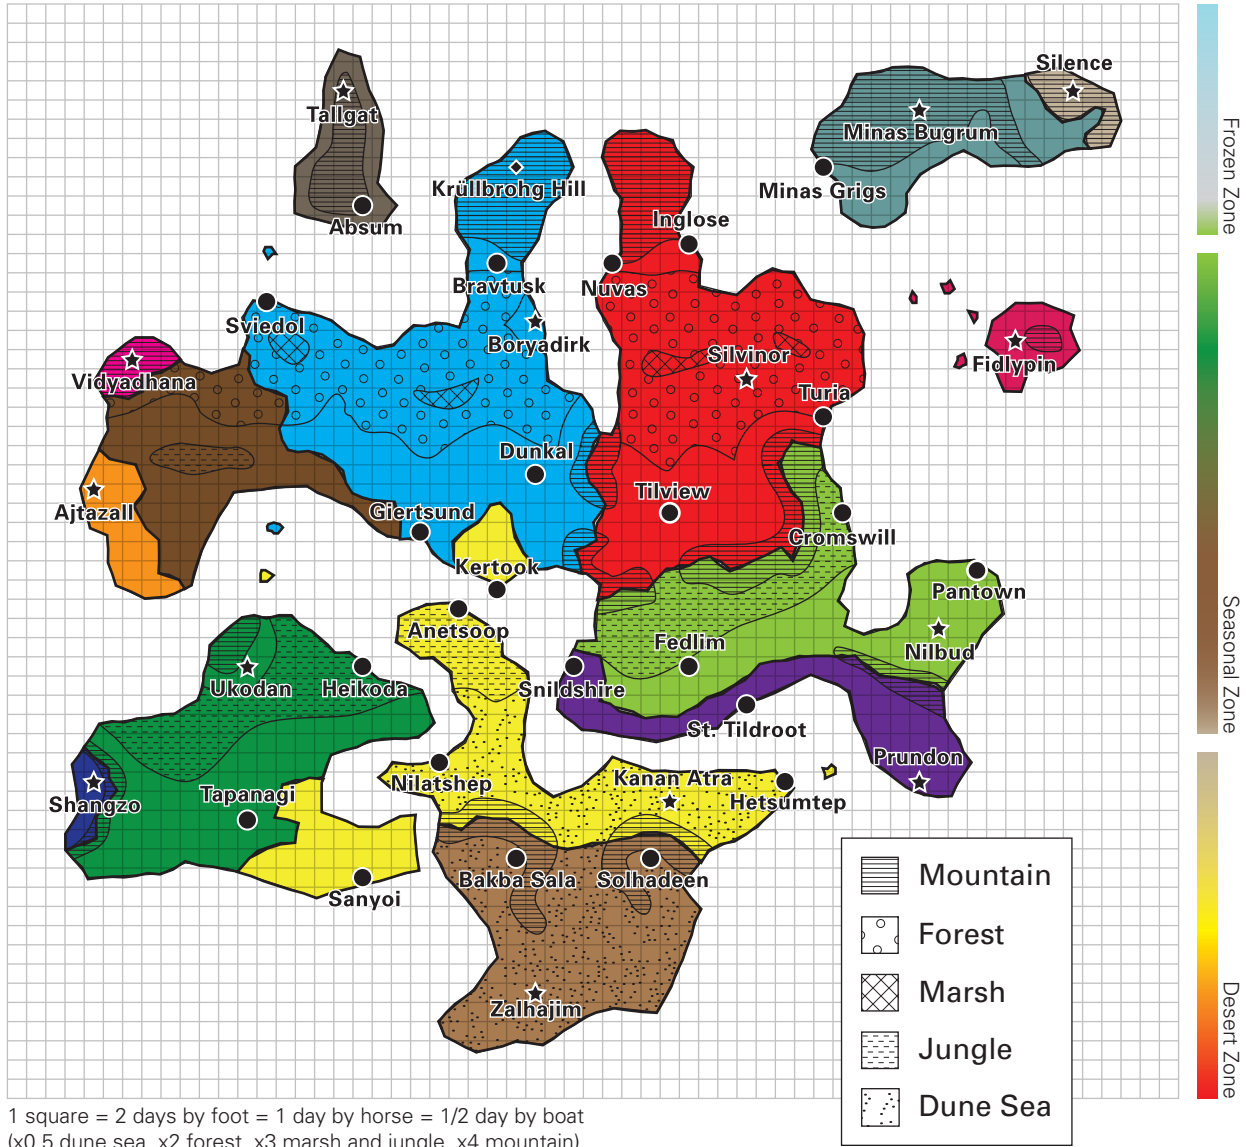 Silence
Tallgat
Minas Bugrum
Frozen Zone
Krüllbrohg Hill
Minas Grigs
Absum
Inglose
Bravtusk
Nuvas
Sviedol
Boryadirk
Silvinor
Fidlypin
Vidyadhana
Turia
Dunkal
Tilview
Ajtazall
Giertsund
Cromswill
Kertook
Pantown
Anetsoop
Fedlim
Nilbud
Seasonal Zone
Ukodan
Heikoda
Snildshire
St. Tildroot
Prundon
Nilatshep
Kanan Atra
Shangzo
Tapanagi
Hetsumtep
Bakba Sala
Solhadeen
Sanyoi
Zalhajim
Desert Zone
Mountain
Forest
Marsh
Jungle
Dune Sea
1 square = 2 days by foot = 1 day by horse = 1/2 day by boat
(x0.5 dune sea, x2 forest, x3 marsh and jungle, x4 mountain)